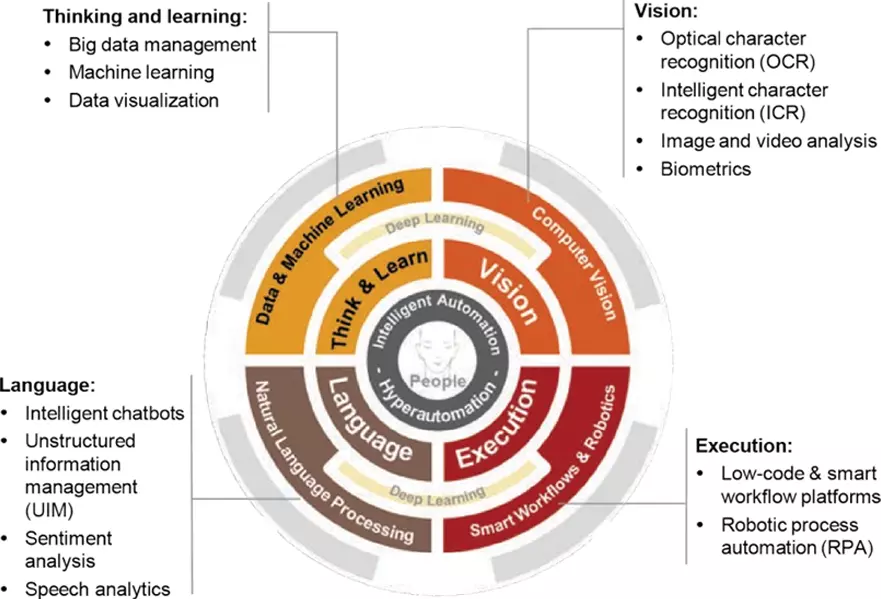 Thinking and learning:
• Big data management
• Machine learning
• Data visualization
Vision:
• Optical character
recognition (OCR)
• Intelligent character
recognition (ICR)
• Image and video analysis
• Biometrics
Data & Machine Learning
Deep Learning
Computer Vision
Think & Learn
Vision
Intelligent Automation
People
- Hyperautomation -
Language
Execution
Natural Language Processing
Deep Learning
Smart Workflows & Robotics
Language:
• Intelligent chatbots
• Unstructured
information
management
(UIM)
• Sentiment
analysis
• Speech analytics
Execution:
• Low-code & smart
workflow platforms
• Robotic process
automation (RPA)